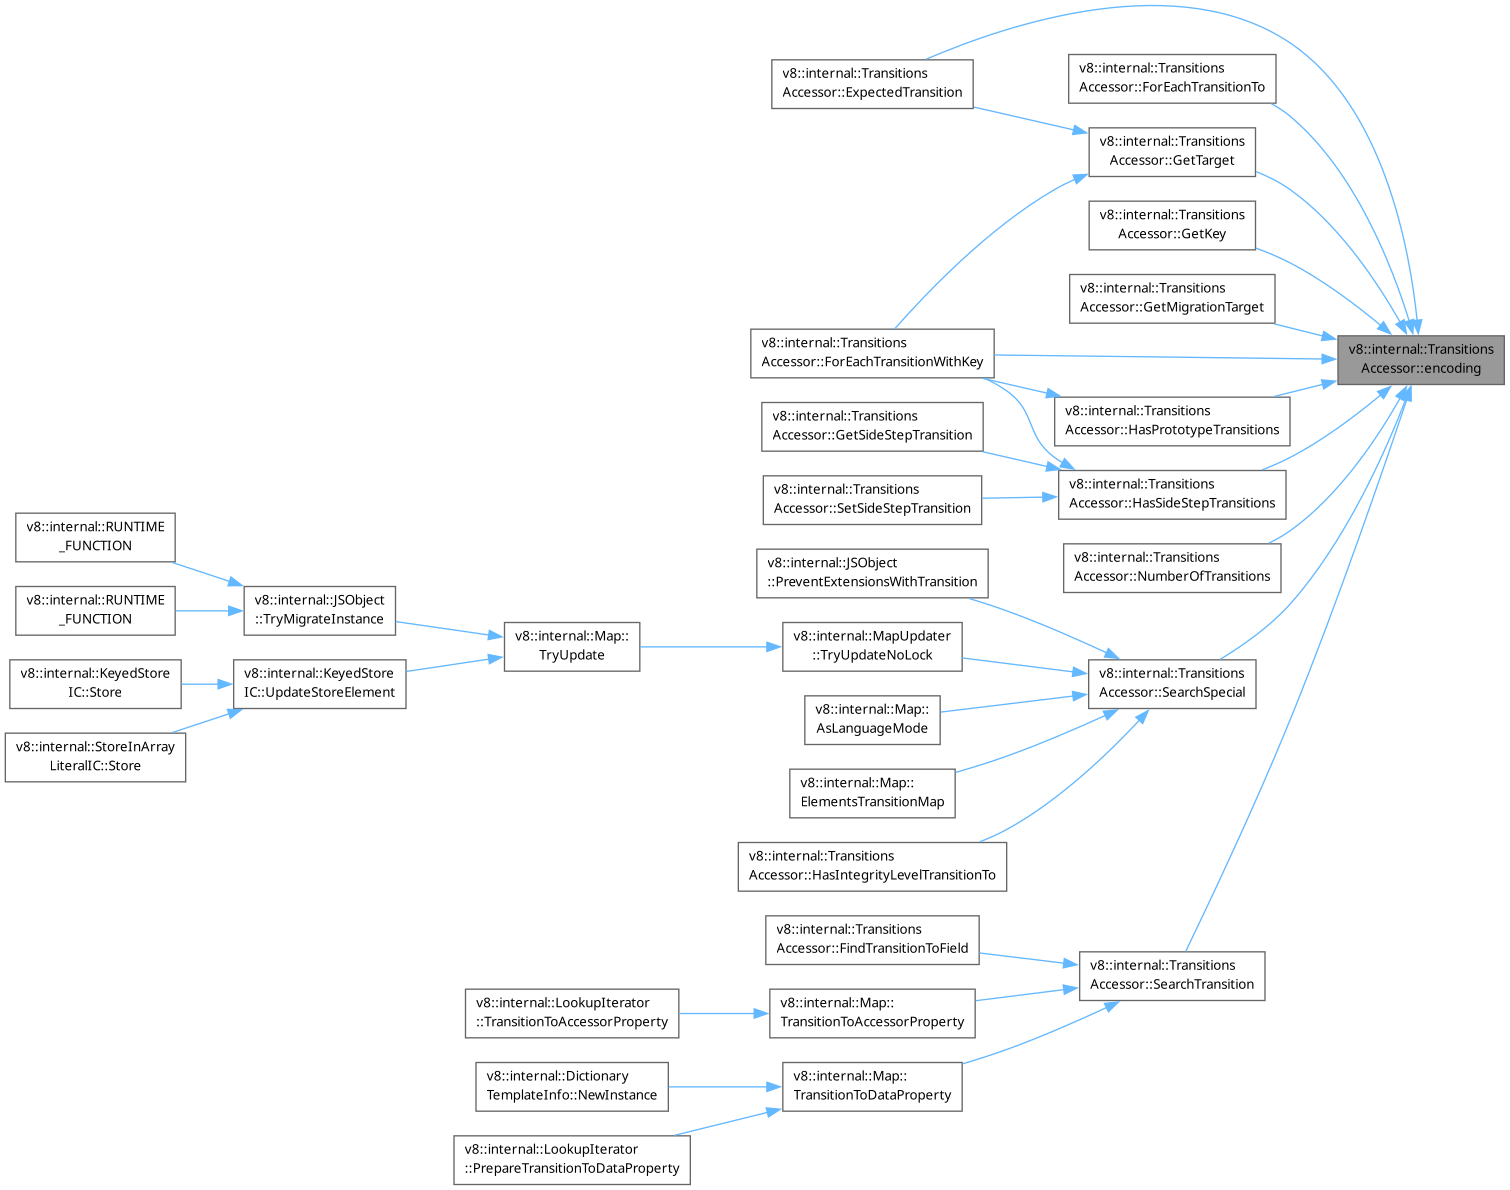 v8::internal::Transitions
Accessor::ExpectedTransition
v8::internal::Transitions
Accessor::ForEachTransitionTo
v8::internal::Transitions
Accessor::GetTarget
v8::internal::Transitions
Accessor::GetKey
v8::internal::Transitions
Accessor::GetMigrationTarget
v8::internal::Transitions
Accessor::encoding
v8::internal::Transitions
Accessor::ForEachTransitionWithKey
v8::internal::Transitions
Accessor::HasPrototypeTransitions
v8::internal::Transitions
Accessor::GetSideStepTransition
v8::internal::Transitions
Accessor::HasSideStepTransitions
v8::internal::Transitions
Accessor::SetSideStepTransition
v8::internal::Transitions
Accessor::NumberOfTransitions
v8::internal::RUNTIME
_FUNCTION
v8::internal::JSObject
::PreventExtensionsWithTransition
v8::internal::RUNTIME
_FUNCTION
v8::internal::JSObject
::TryMigrateInstance
v8::internal::Map::
TryUpdate
v8::internal::MapUpdater
::TryUpdateNoLock
v8::internal::KeyedStore
IC::Store
v8::internal::KeyedStore
IC::UpdateStoreElement
v8::internal::Transitions
Accessor::SearchSpecial
v8::internal::Map::
AsLanguageMode
v8::internal::StoreInArray
LiteralIC::Store
v8::internal::Map::
ElementsTransitionMap
v8::internal::Transitions
Accessor::HasIntegrityLevelTransitionTo
v8::internal::Transitions
Accessor::FindTransitionToField
v8::internal::Transitions
Accessor::SearchTransition
v8::internal::LookupIterator
::TransitionToAccessorProperty
v8::internal::Map::
TransitionToAccessorProperty
v8::internal::Dictionary
TemplateInfo::NewInstance
v8::internal::Map::
TransitionToDataProperty
v8::internal::LookupIterator
::PrepareTransitionToDataProperty